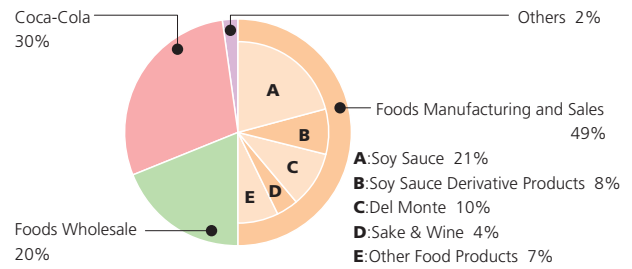 Coca-Cola
30%
Others 2%
A
Foods Manufacturing and Sales
49%
B
C
A:Soy Sauce 21%
B:Soy Sauce Derivative Products 8%
D
E
C:Del Monte 10%
D:Sake & Wine 4%
E:Other Food Products 7%
Foods Wholesale
20%